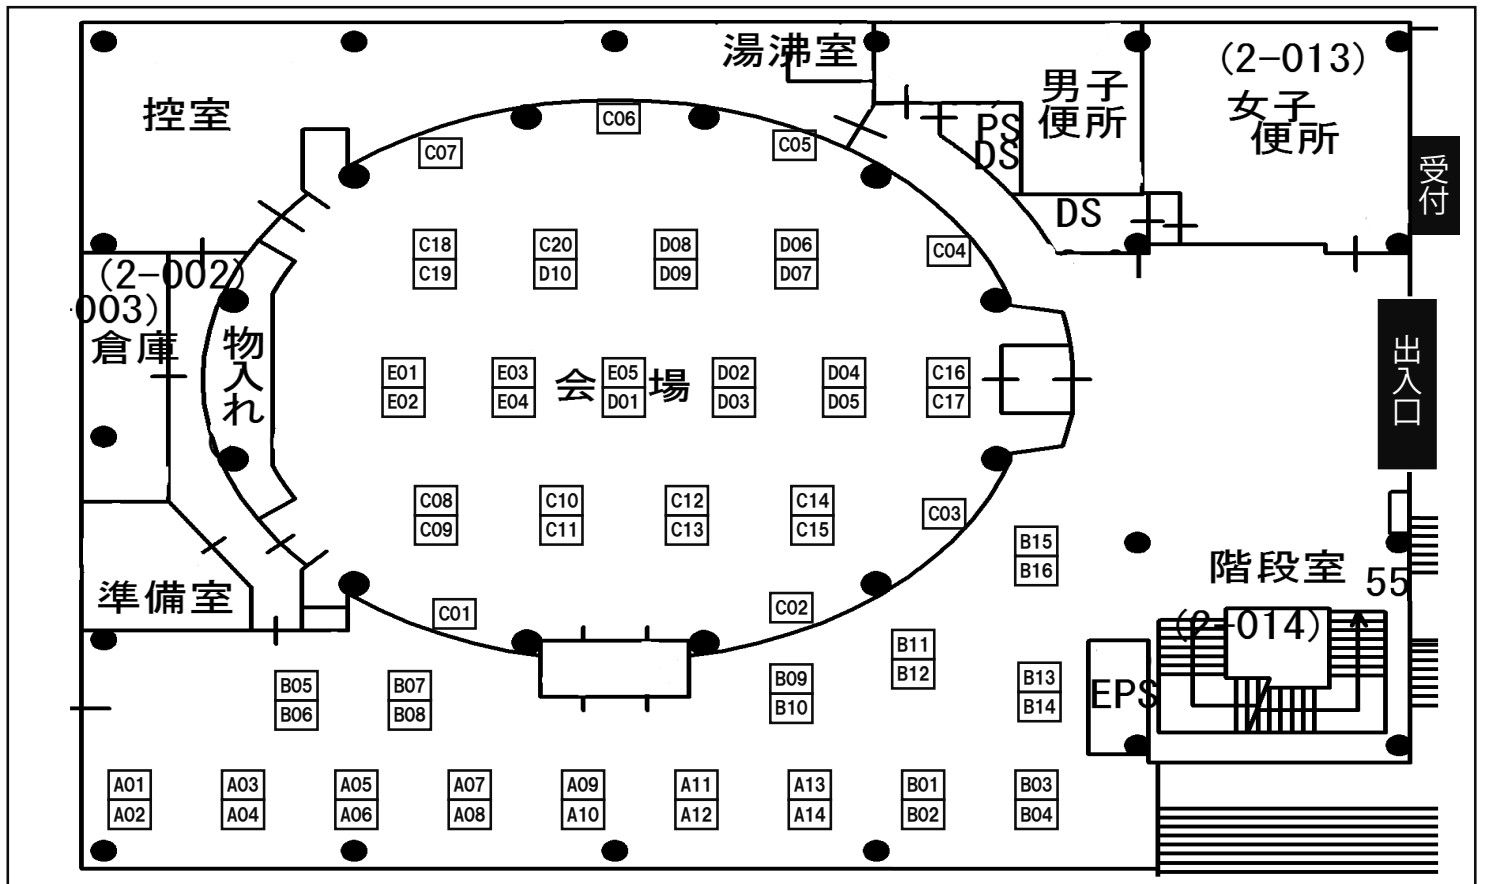 湯沸室
(2-013)
控室
男子
便所
女子
便所
PS
DS
受付
C06
C05
C07
DS
C18
C19
C20
D10
D08
D09
D06
D07
C04
(2-002)
003)
倉庫
物入れ
出入口
E01
E02
E03
E04
会場
E05
D01
D02
D03
D04
D05
C16
C17
C08
C09
C10
C11
C12
C13
C14
C15
C03
B15
B16
階段室
55
(2-014)
準備室
C01
C02
B11
B12
B05
B06
B07
B08
B09
B10
B13
B14
EPS
A01
A02
A03
A04
A05
A06
A07
A08
A09
A10
A11
A12
A13
A14
B01
B02
B03
B04